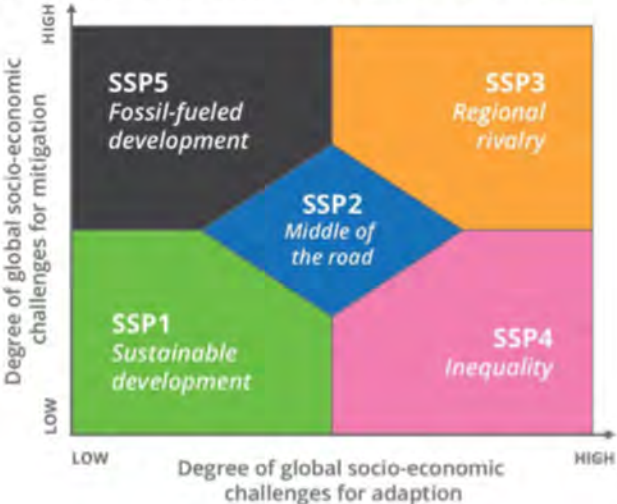 HIGH
Degree of global socio-economic
challenges for mitigation
LOW
SSP5
Fossil-fueled
development
SSP3
Regional
rivalry
SSP2
Middle of
the road
SSP1
Sustainable
development
SSP4
Inequality
LOW
Degree of global socio-economic
challenges for adaption
HIGH